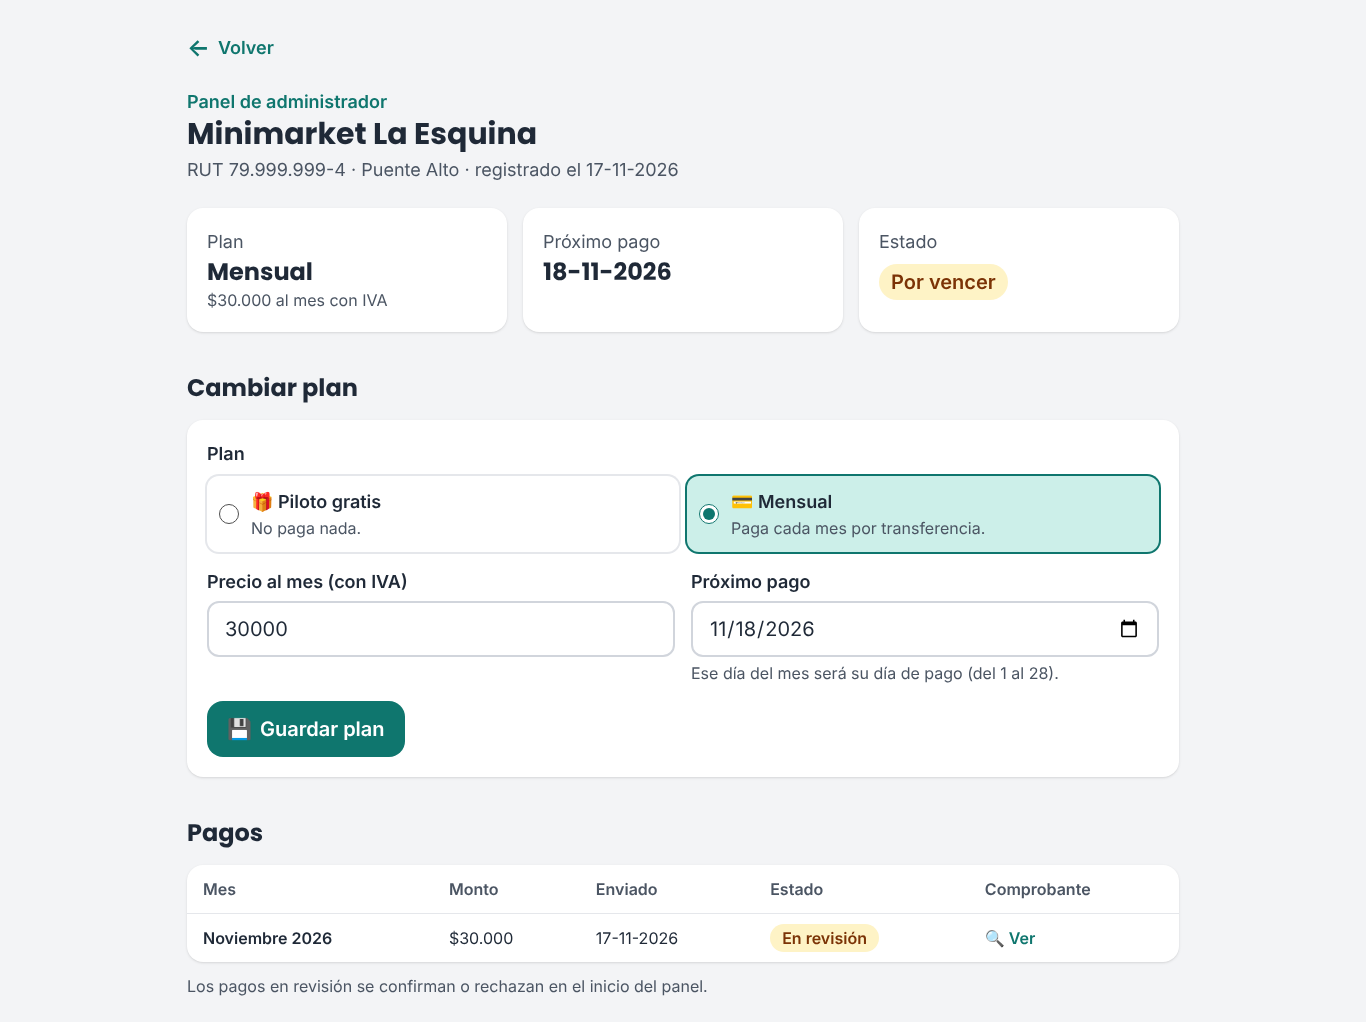 Volver
Panel de administrador
Minimarket La Esquina
RUT 79.999.999-4 · Puente Alto · registrado el 17-11-2026
Plan
Mensual
$30.000 al mes con IVA
Próximo pago
18-11-2026
Estado
Por vencer
Cambiar plan
Plan
Piloto gratis
No paga nada.
Mensual
Paga cada mes por transferencia.
Precio al mes (con IVA)
30000
Próximo pago
11/18/2026
Ese día del mes será su día de pago (del 1 al 28).
Guardar plan
Pagos
Mes Monto Enviado Estado Comprobante
Noviembre 2026 $30.000 17-11-2026 En revisión Ver
Los pagos en revisión se confirman o rechazan en el inicio del panel.